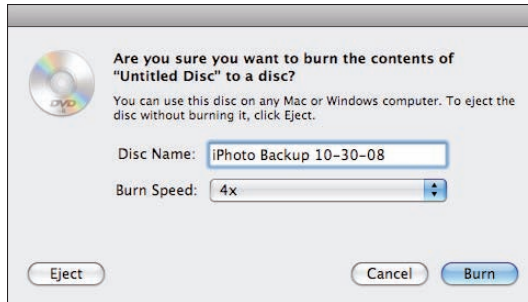 Are you sure you want to burn the contents of
"Untitled Disc" to a disc?
You can use this disc on any Mac or Windows computer. To eject the
disc without burning it, click Eject.
Disc Name: iPhoto Backup 10-30-08
Burn Speed: 4x
Eject Cancel Burn
DVD